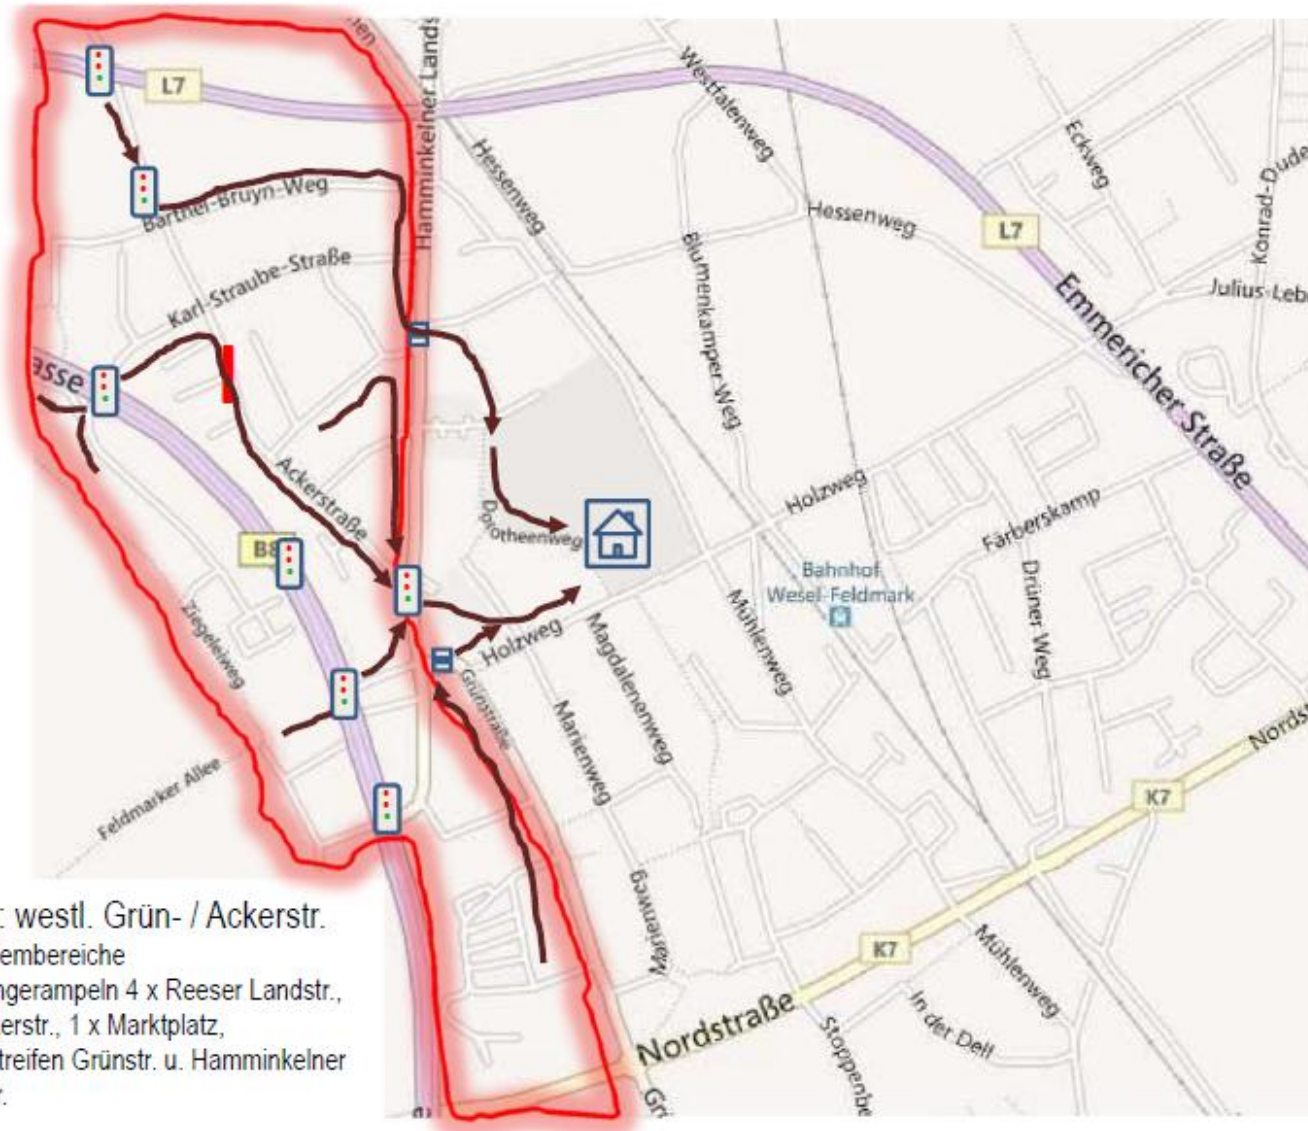 L7
Hamminkelner Lands
Westfalenweg
Hessenweg
Eckweg
Konrad-Dude
Barthel-Bruyn-Weg
Hessenweg
L7
Karl-Straube-Straße
Blumenkamper Weg
Julius-Leb
Emmericher Straße
asse
Ackerstraße
Holzweg
Dorotheenweg
Färberskamp
B8
Bahnhof
Wesel-Feldmark
Drüner Weg
Ziegeleiweg
Holzweg
Magdalenenweg
Mühlenweg
Grünstraße
Marienweg
Nords
Feldmarker Allee
K7
Marienweg
K7
Mühlenweg
In der Dell
Nordstraße
Stoppenbe
Gr
: westl. Grün- / Ackerstr.
embereiche
ngerampeln 4 x Reeser Landstr.,
erstr., 1 x Marktplatz,
treifen Grünstr. u. Hamminkelner
r.